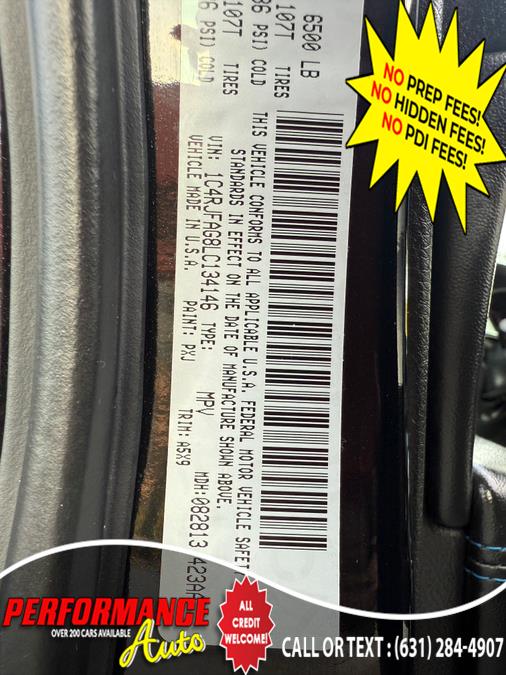 6500 LB
107T TIRES
36 PSI) COLD
107T TIRES
6 PSI) COLD
THIS VEHICLE CONFORMS TO ALL APPLICABLE U.S.A. FEDERAL MOTOR VEHICLE SAFET
STANDARDS IN EFFECT ON THE DATE OF MANUFACTURE SHOWN ABOVE.
VIN: 1C4RJFAG8LC134146 TYPE: MPV MDH:082813 423AA
VEHICLE MADE IN U.S.A. PAINT: PXJ TRIM: A5X9
NO PREP FEES!
NO HIDDEN FEES!
NO PDI FEES!
PERFORMANCE
OVER 200 CARS AVAILABLE
Auto
ALL
CREDIT
WELCOME!
CALL OR TEXT : (631) 284-4907